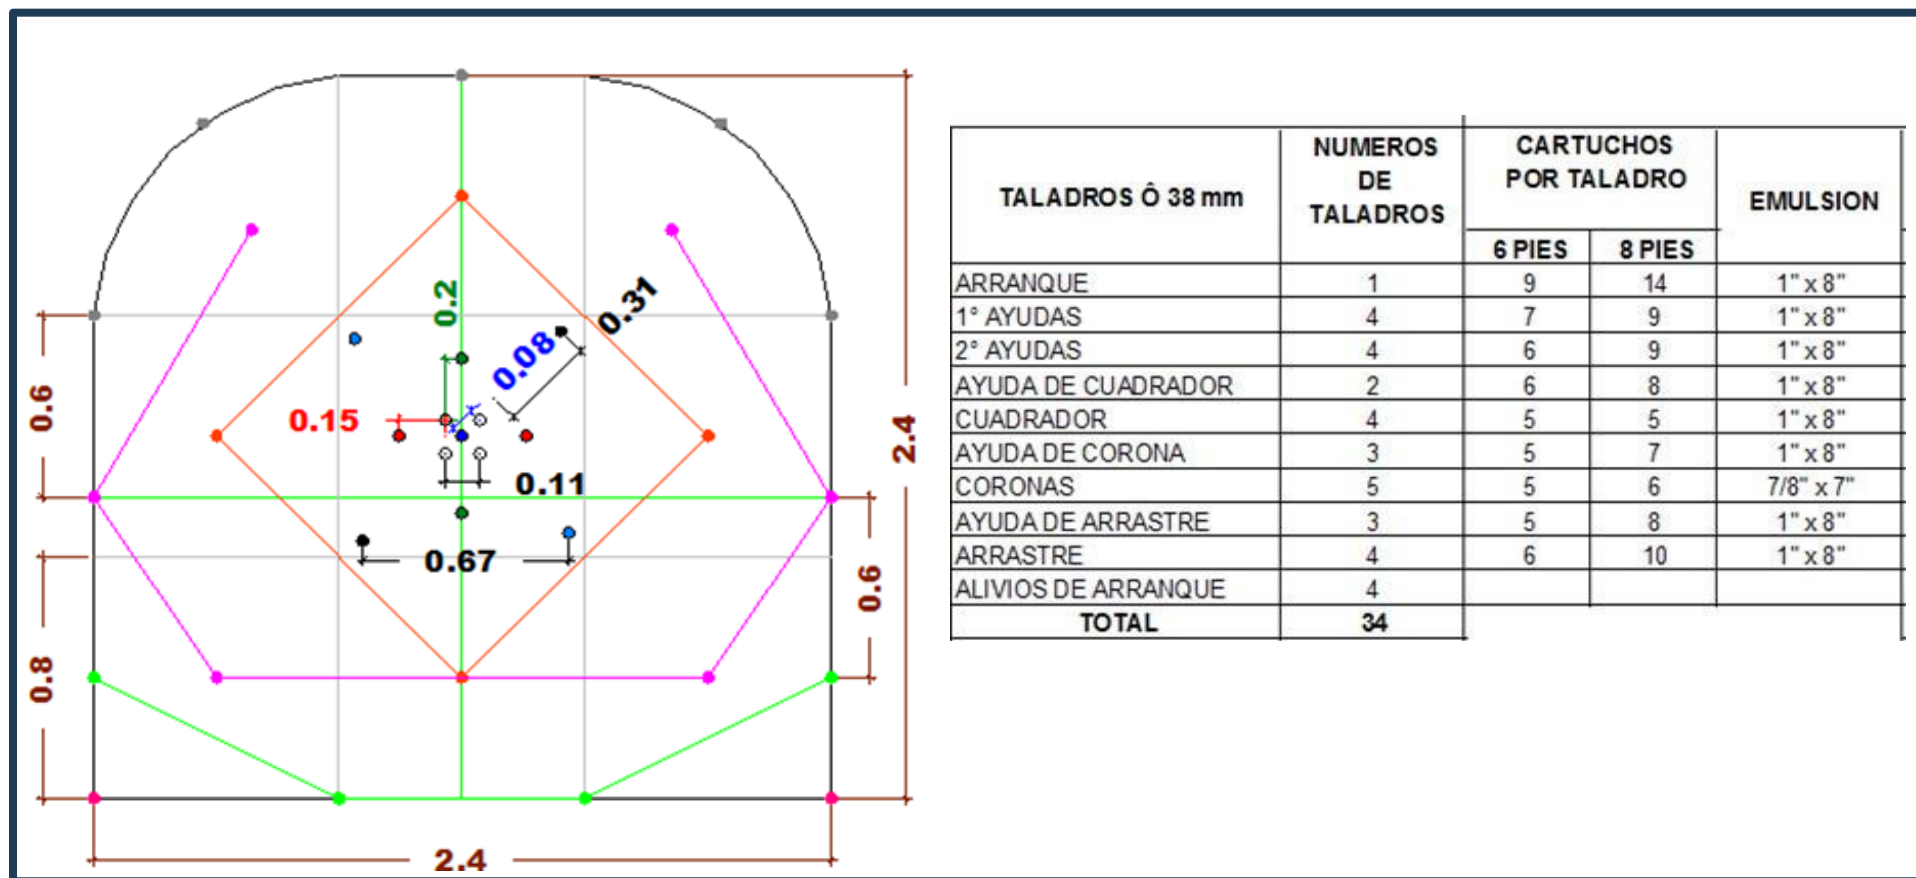 0.2
0.31
0.08
0.15
0.11
0.67
0.6
0.8
2.4
0.6
2.4
TALADROS Ô 38 mm
NUMEROS
DE
TALADROS
CARTUCHOS
POR TALADRO
EMULSION
6 PIES 8 PIES
ARRANQUE 1 9 14 1" x 8"
1° AYUDAS 4 7 9 1" x 8"
2° AYUDAS 4 6 9 1" x 8"
AYUDA DE CUADRADOR 2 6 8 1" x 8"
CUADRADOR 4 5 5 1" x 8"
AYUDA DE CORONA 3 5 7 1" x 8"
CORONAS 5 5 6 7/8" x 7"
AYUDA DE ARRASTRE 3 5 8 1" x 8"
ARRASTRE 4 6 10 1" x 8"
ALIVIOS DE ARRANQUE 4
TOTAL 34